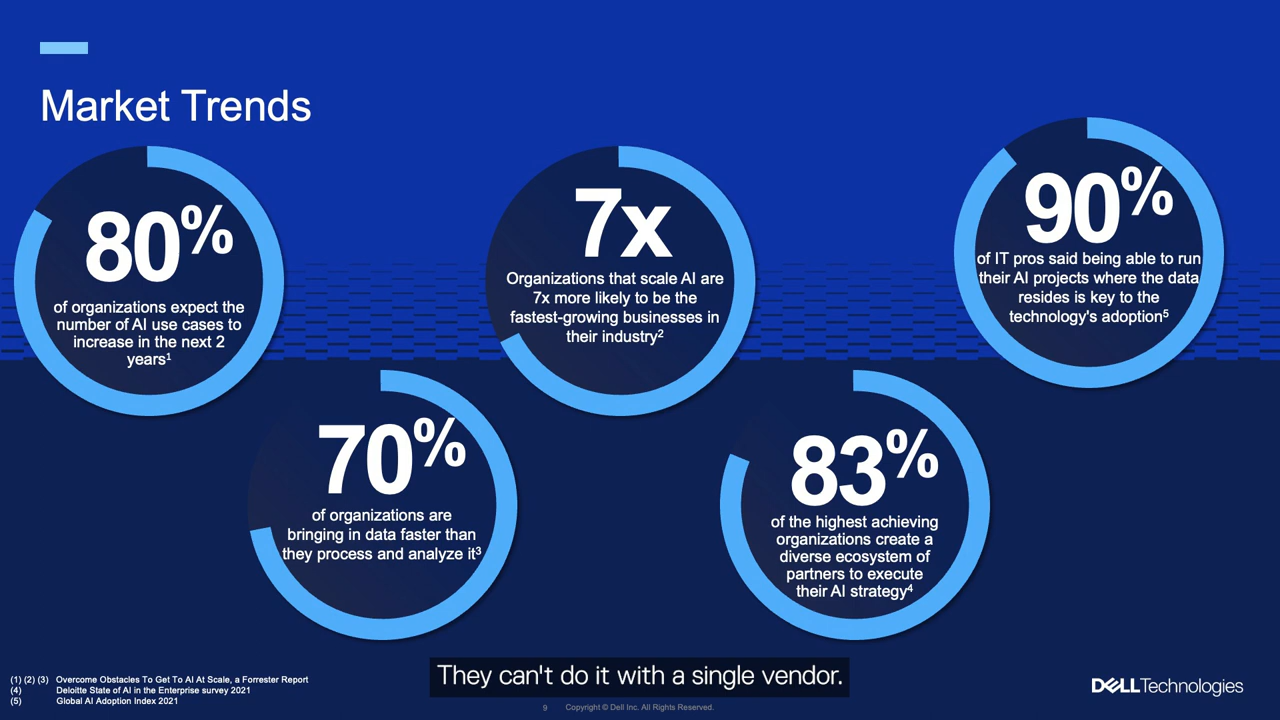 Market Trends
80%
of organizations expect the
number of AI use cases to
increase in the next 2
years1
7x
Organizations that scale AI are
7x more likely to be the
fastest-growing businesses in
their industry2
90%
of IT pros said being able to run
their AI projects where the data
resides is key to the
technology's adoption5
70%
of organizations are
bringing in data faster than
they process and analyze it3
83%
of the highest achieving
organizations create a
diverse ecosystem of
partners to execute
their AI strategy4
They can't do it with a single vendor.
(1) (2) (3) Overcome Obstacles To Get To AI At Scale, a Forrester Report
(4) Deloitte State of AI in the Enterprise survey 2021
(5) Global AI Adoption Index 2021
9 Copyright © Dell Inc. All Rights Reserved.
DELLTechnologies